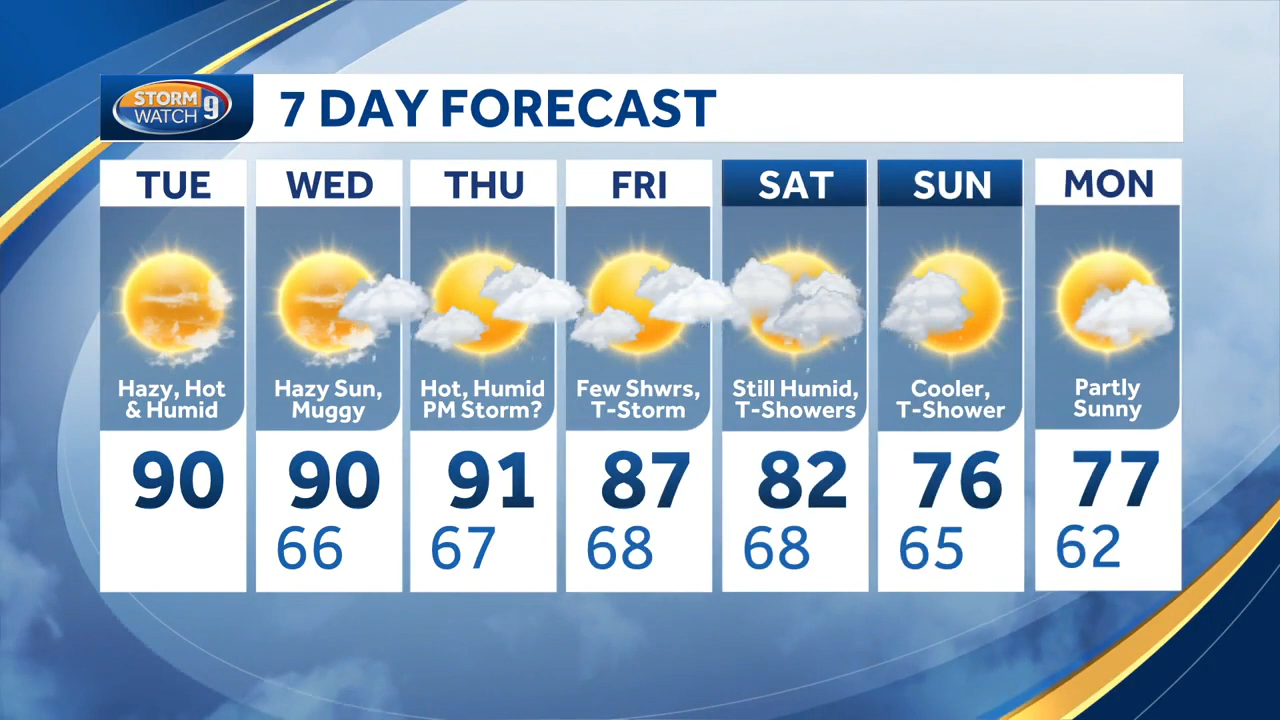 STORM
WATCH 9
7 DAY FORECAST
TUE
Hazy, Hot
& Humid
90
WED
Hazy Sun,
Muggy
90
66
THU
Hot, Humid
PM Storm?
91
67
FRI
Few Shwrs,
T-Storm
87
68
SAT
Still Humid,
T-Showers
82
68
SUN
Cooler,
T-Shower
76
65
MON
Partly
Sunny
77
62